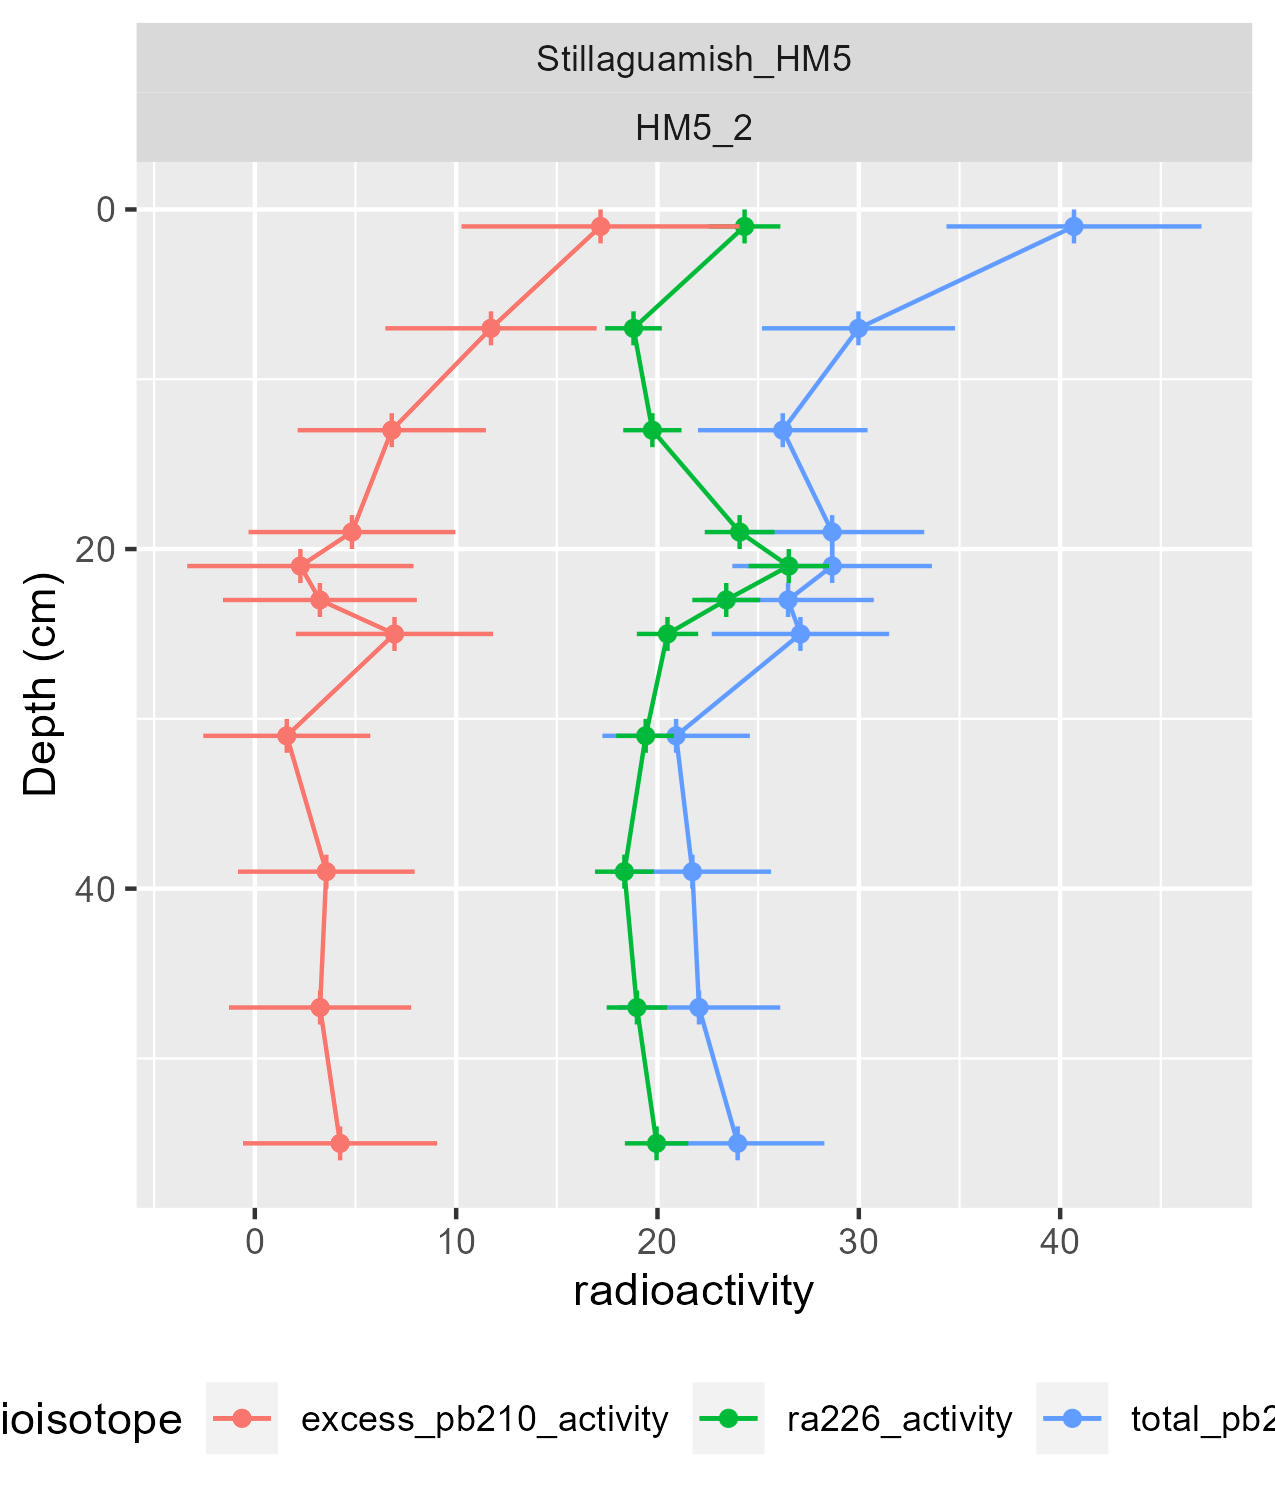 Stillaguamish_HM5
HM5_2
0
20
40
Depth (cm)
0 10 20 30 40
radioactivity
ioisotope excess_pb210_activity ra226_activity total_pb2